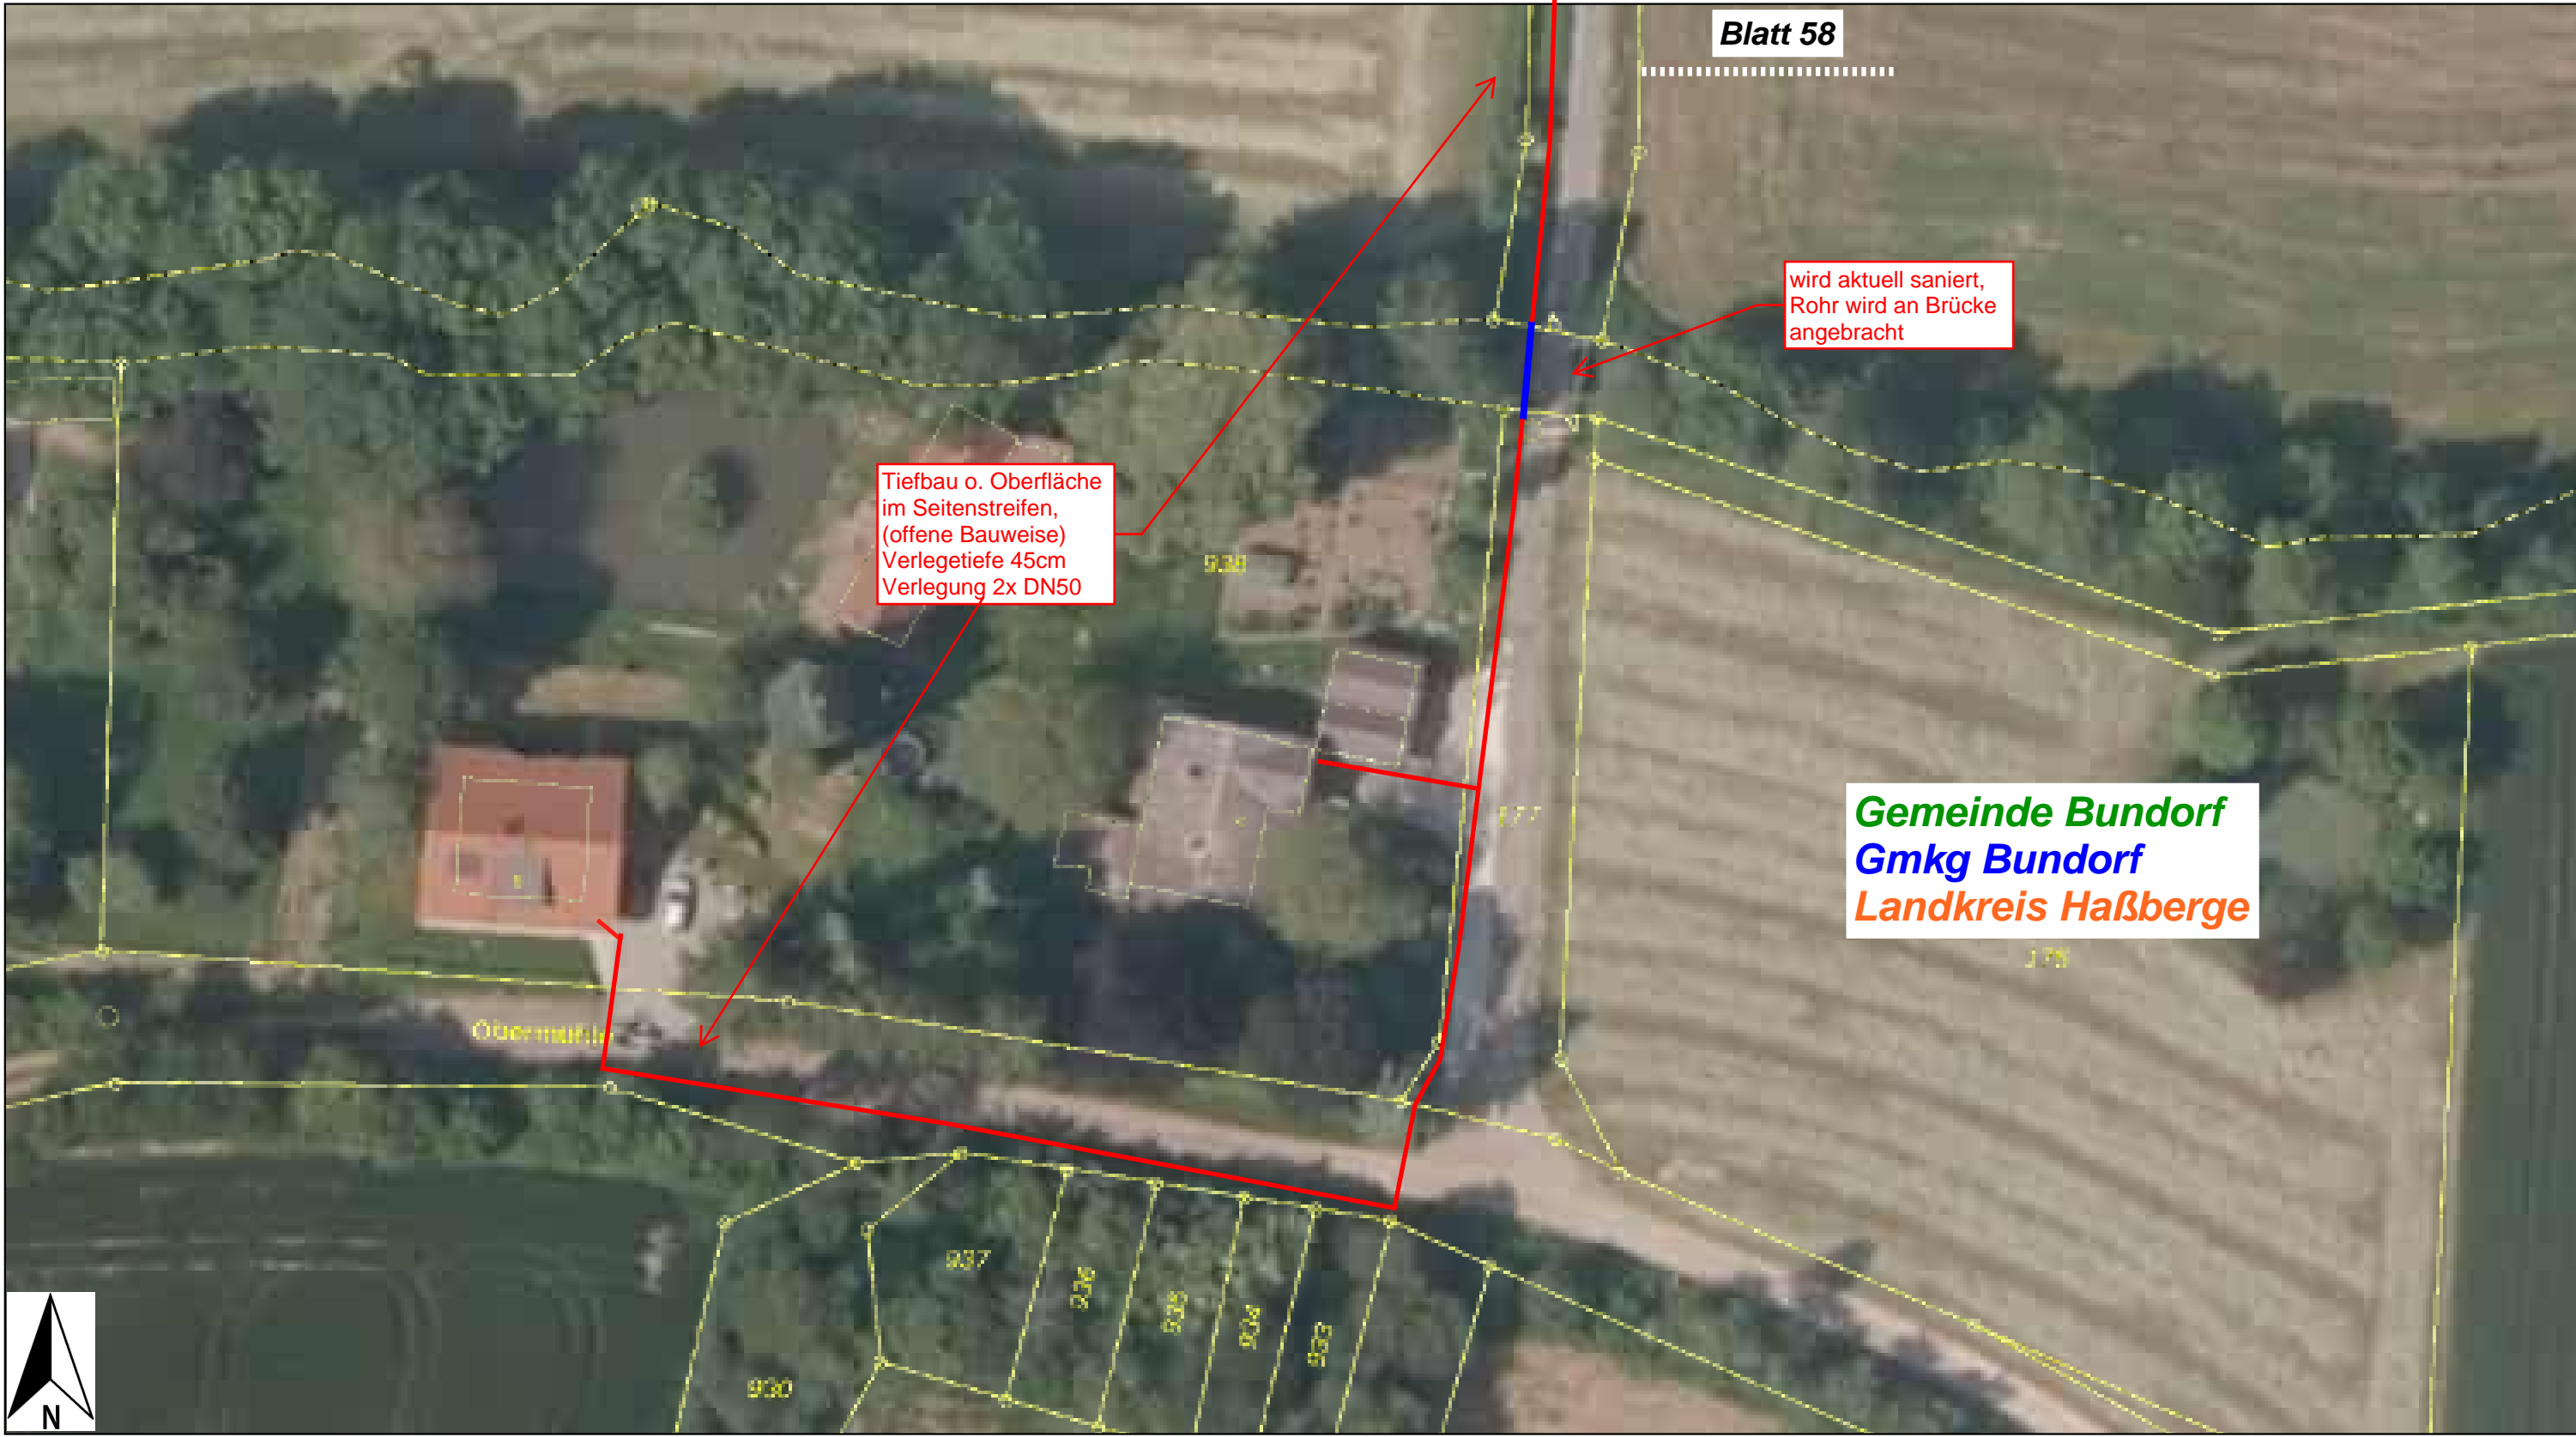 Blatt 58
wird aktuell saniert,
Rohr wird an Brücke
angebracht
Tiefbau o. Oberfläche
im Seitenstreifen,
(offene Bauweise)
Verlegetiefe 45cm
Verlegung 2x DN50
938
Gemeinde Bundorf
Gmkg Bundorf
Landkreis Haßberge
Obermühle
937
936
935
934
933
930
N